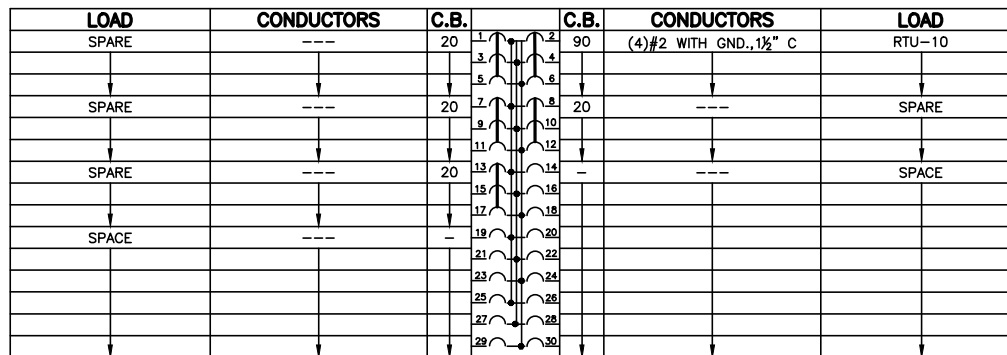 LOAD CONDUCTORS C.B. C.B. CONDUCTORS LOAD
SPARE --- 20 1 2 90 (4)#2 WITH GND.,1½" C RTU-10
3 4
5 6
SPARE --- 20 7 8 20 --- SPARE
9 10
11 12
SPARE --- 20 13 14 - --- SPACE
15 16
17 18
SPACE --- - 19 20
21 22
23 24
25 26
27 28
29 30